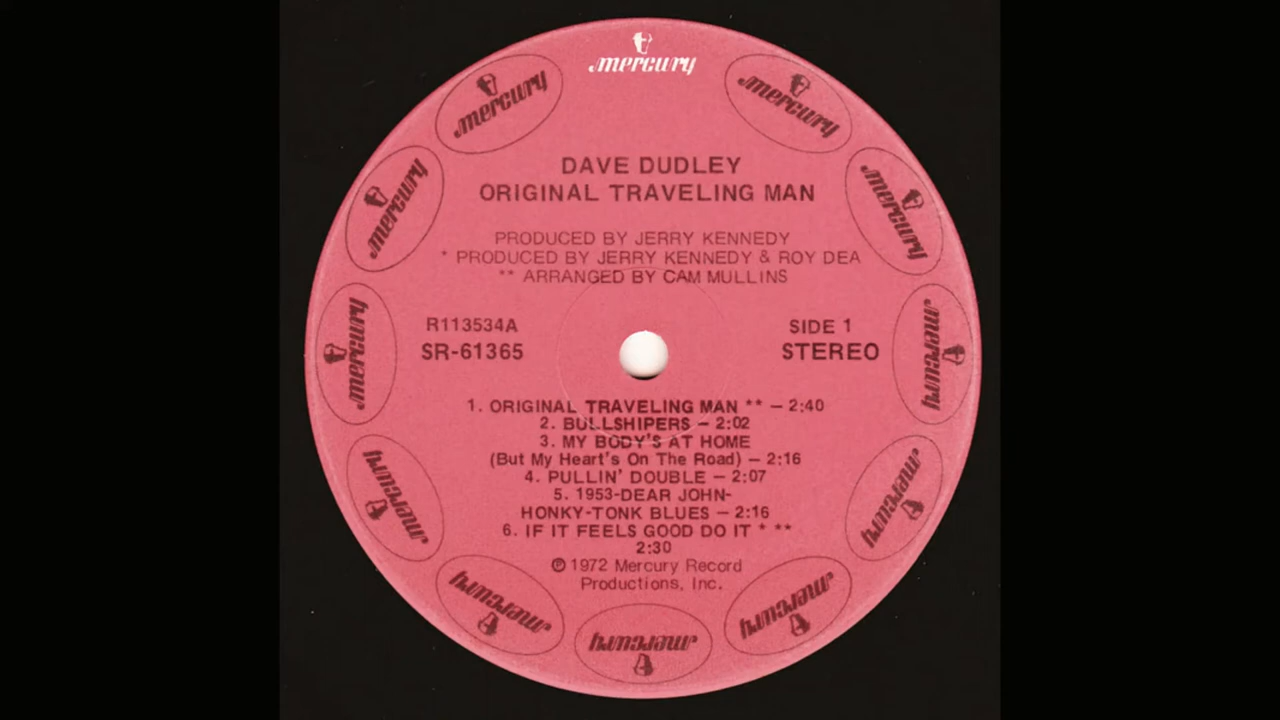 mercury
mercury
mercury
DAVE DUDLEY
ORIGINAL TRAVELING MAN
mercury
mercury
PRODUCED BY JERRY KENNEDY
* PRODUCED BY JERRY KENNEDY & ROY DEA
** ARRANGED BY CAM MULLINS
R113534A
SIDE 1
SR-61365
STEREO
mercury
mercury
1. ORIGINAL TRAVELING MAN ** – 2:40
2. BULLSHIPERS – 2:02
3. MY BODY'S AT HOME
(But My Heart's On The Road) – 2:16
4. PULLIN' DOUBLE – 2:07
5. 1953-DEAR JOHN-
HONKY-TONK BLUES – 2:16
6. IF IT FEELS GOOD DO IT * **
2:30
mercury
mercury
℗ 1972 Mercury Record
Productions, Inc.
mercury
mercury
mercury